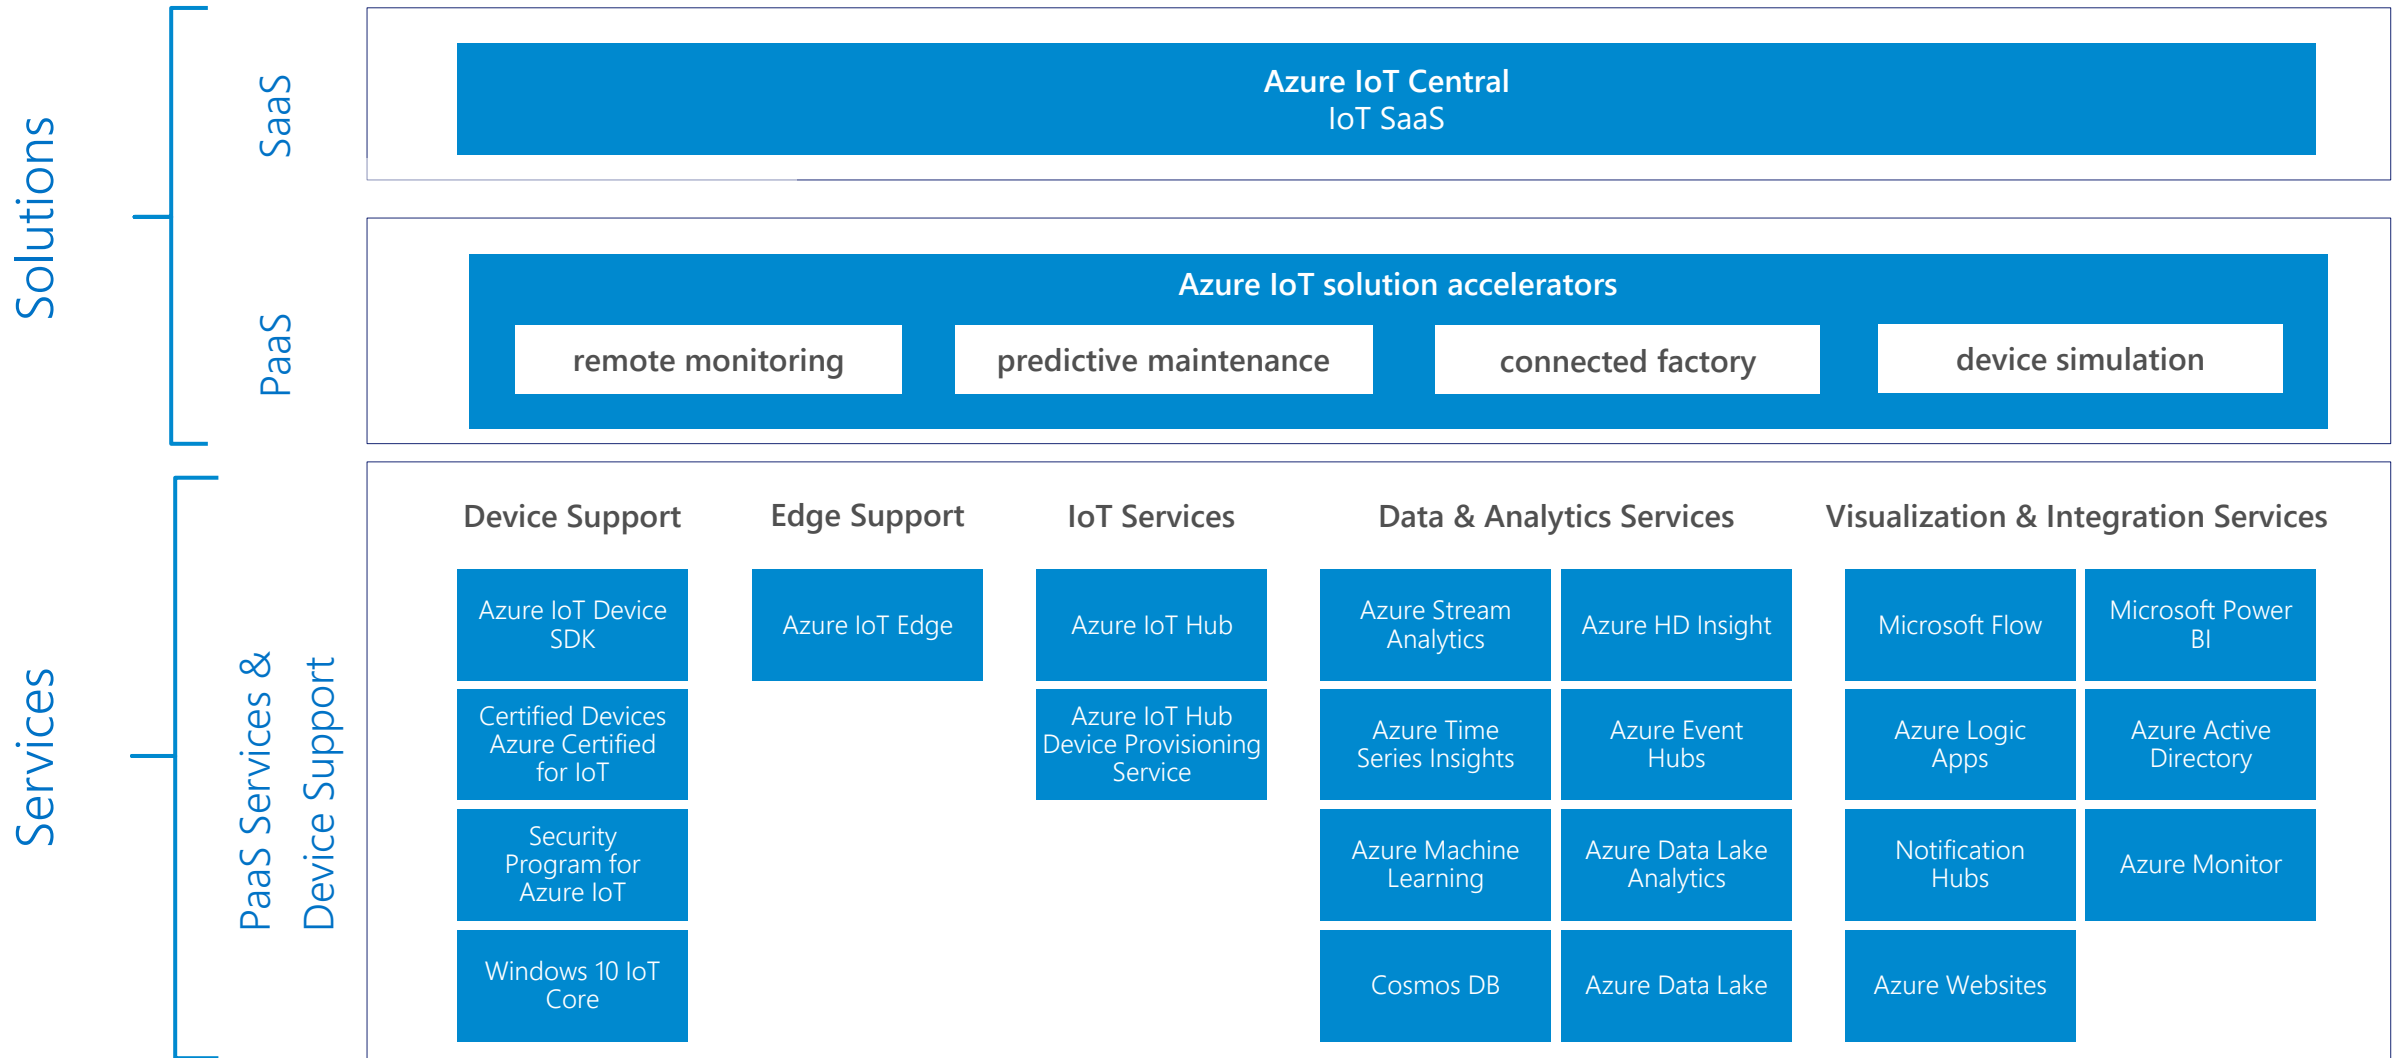 Solutions
SaaS
Azure IoT Central
IoT SaaS
PaaS
Azure IoT solution accelerators
remote monitoring
predictive maintenance
connected factory
device simulation
Services
PaaS Services &
Device Support
Device Support
Azure IoT Device
SDK
Certified Devices
Azure Certified
for IoT
Security
Program for
Azure IoT
Windows 10 IoT
Core
Edge Support
Azure IoT Edge
IoT Services
Azure IoT Hub
Azure IoT Hub
Device Provisioning
Service
Data & Analytics Services
Azure Stream
Analytics
Azure HD Insight
Azure Time
Series Insights
Azure Event
Hubs
Azure Machine
Learning
Azure Data Lake
Analytics
Cosmos DB
Azure Data Lake
Visualization & Integration Services
Microsoft Flow
Microsoft Power
BI
Azure Logic
Apps
Azure Active
Directory
Notification
Hubs
Azure Monitor
Azure Websites